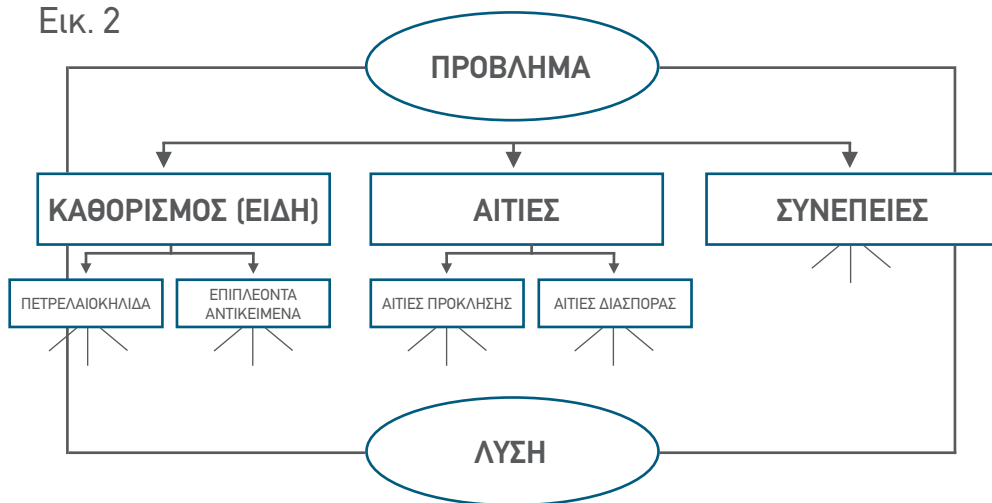 Εικ. 2
ΠΡΟΒΛΗΜΑ
ΚΑΘΟΡΙΣΜΟΣ (ΕΙΔΗ)
ΑΙΤΙΕΣ
ΣΥΝΕΠΕΙΕΣ
ΠΕΤΡΕΛΑΙΟΚΗΛΙΔΑ
ΕΠΙΠΛΕΟΝΤΑ
ΑΝΤΙΚΕΙΜΕΝΑ
ΑΙΤΙΕΣ ΠΡΟΚΛΗΣΗΣ
ΑΙΤΙΕΣ ΔΙΑΣΠΟΡΑΣ
ΛΥΣΗ